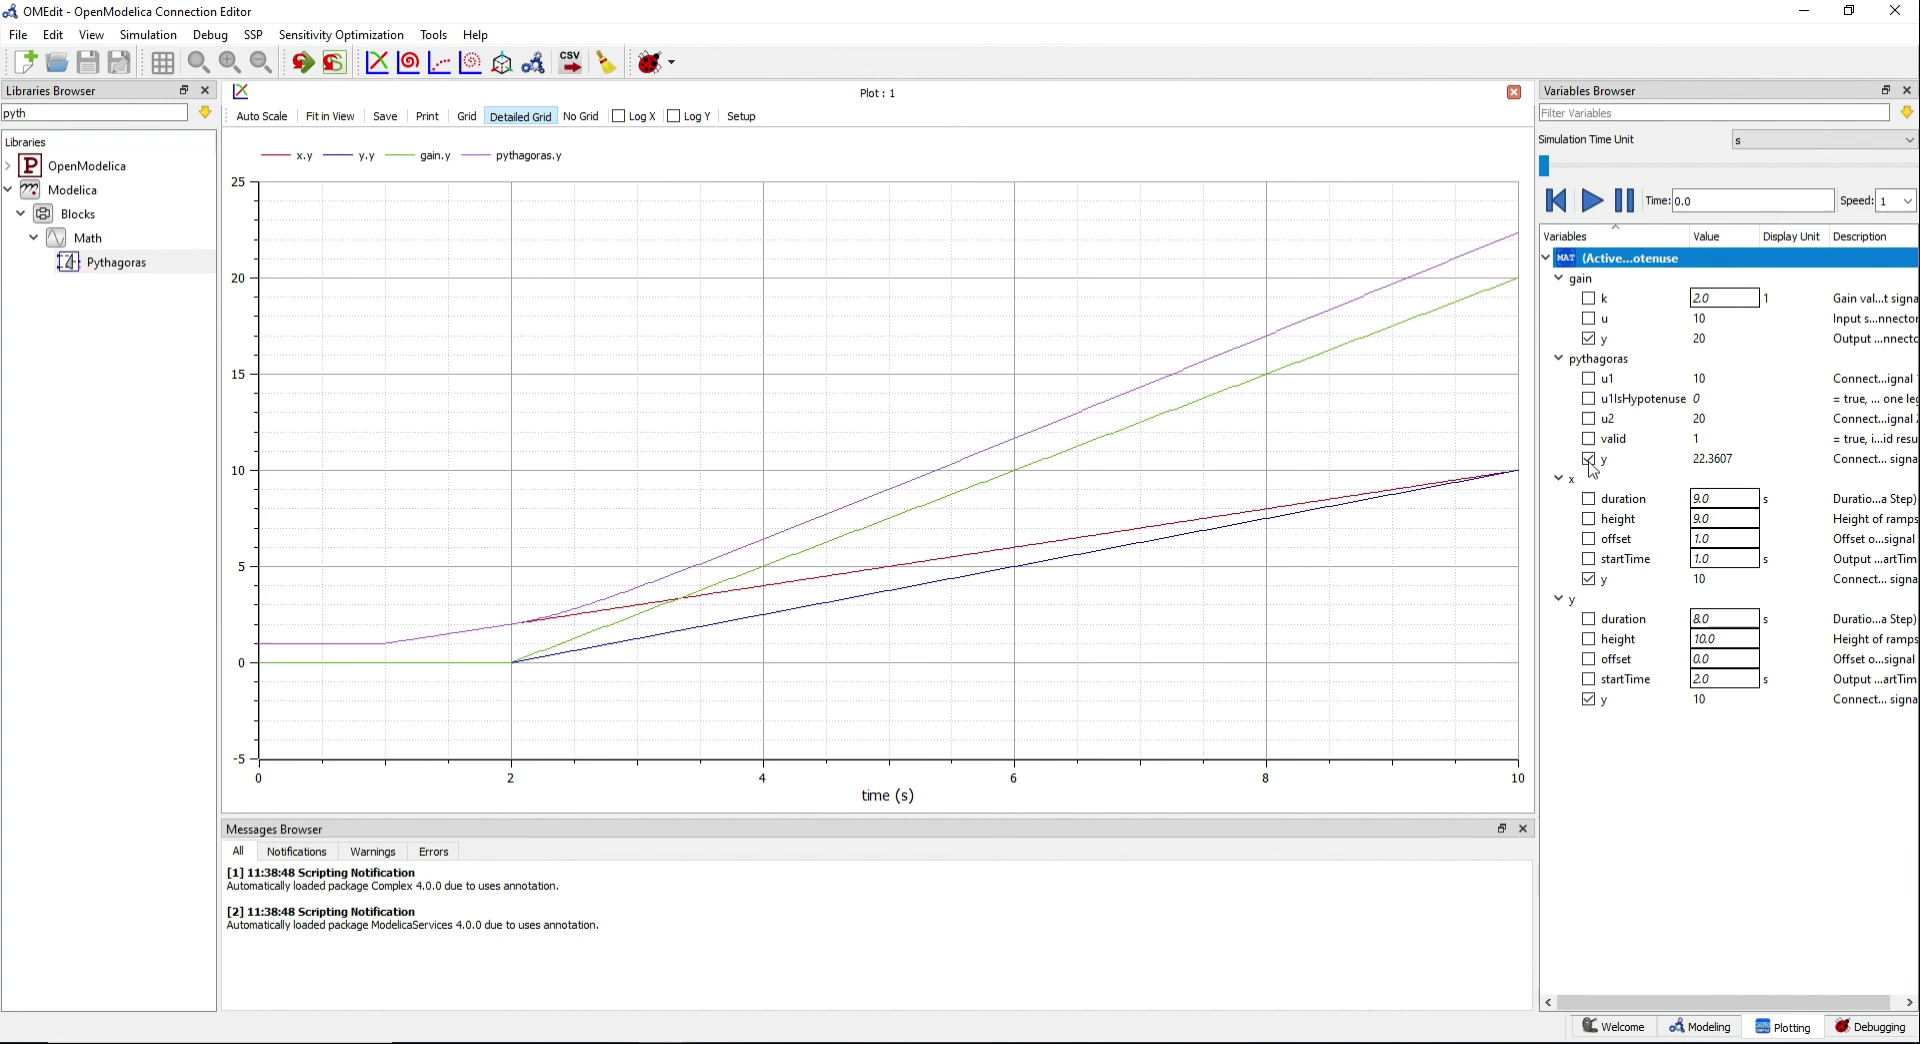 OMEdit - OpenModelica Connection Editor
File Edit View Simulation Debug SSP Sensitivity Optimization Tools Help
CSV
Libraries Browser
pyth
Libraries
OpenModelica
Modelica
Blocks
Math
Pythagoras
Plot : 1
Auto Scale Fit in View Save Print Grid Detailed Grid No Grid Log X Log Y Setup
x.y y.y gain.y pythagoras.y
25
20
15
10
5
0
-5
0 2 4 6 8 10
time (s)
Messages Browser
All Notifications Warnings Errors
[1] 11:38:48 Scripting Notification
Automatically loaded package Complex 4.0.0 due to uses annotation.
[2] 11:38:48 Scripting Notification
Automatically loaded package ModelicaServices 4.0.0 due to uses annotation.
Variables Browser
Filter Variables
Simulation Time Unit s
Time: 0.0 Speed: 1
Variables Value Display Unit Description
MAT (Active...otenuse
gain
k 2.0 1 Gain val...t signa
u 10 Input s...nnector
y 20 Output ...nnecto
pythagoras
u1 10 Connect...ignal
u1IsHypotenuse 0 = true, ... one leg
u2 20 Connect...ignal
valid 1 = true, i...id resu
y 22.3607 Connect... signa
x
duration 9.0 s Duratio...a Step)
height 9.0 Height of ramps
offset 1.0 Offset o...signal
startTime 1.0 s Output ...artTim
y 10 Connect... signa
y
duration 8.0 s Duratio...a Step)
height 10.0 Height of ramps
offset 0.0 Offset o...signal
startTime 2.0 s Output ...artTim
y 10 Connect... signa
Welcome Modeling Plotting Debugging